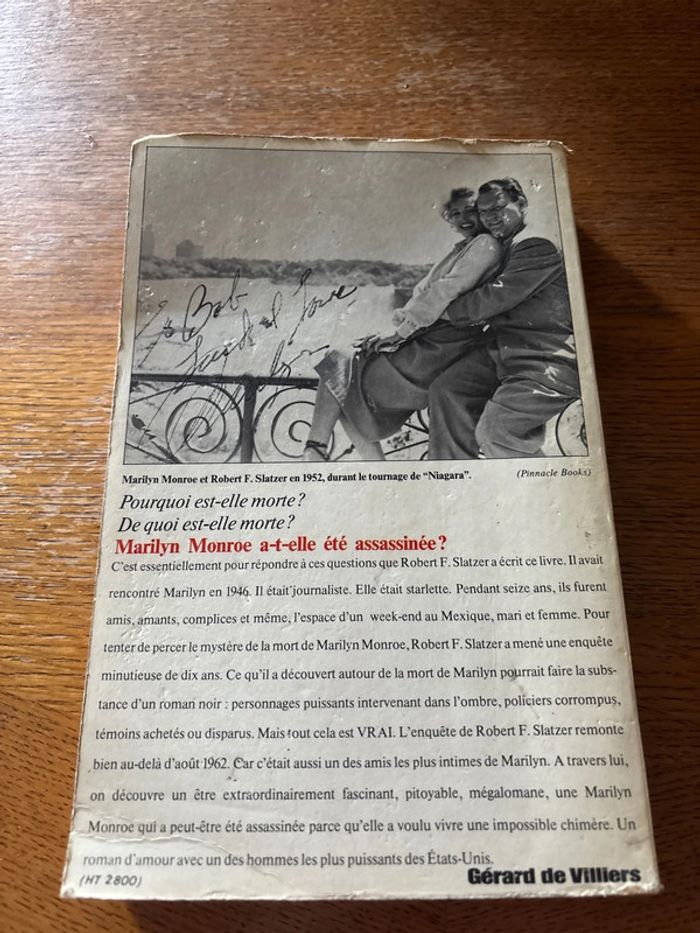 To Bob
Love
Marilyn Monroe et Robert F. Slatzer en 1952, durant le tournage de "Niagara".
(Pinnacle Books)
Pourquoi est-elle morte?
De quoi est-elle morte?
Marilyn Monroe a-t-elle été assassinée?
C'est essentiellement pour répondre à ces questions que Robert F. Slatzer a écrit ce livre. Il avait
rencontré Marilyn en 1946. Il était journaliste. Elle était starlette. Pendant seize ans, ils furent
amis, amants, complices et même, l'espace d'un week-end au Mexique, mari et femme. Pour
tenter de percer le mystère de la mort de Marilyn Monroe, Robert F. Slatzer a mené une enquête
minutieuse de dix ans. Ce qu'il a découvert autour de la mort de Marilyn pourrait faire la subs-
tance d'un roman noir : personnages puissants intervenant dans l'ombre, policiers corrompus,
témoins achetés ou disparus. Mais tout cela est VRAI. L'enquête de Robert F. Slatzer remonte
bien au-delà d'août 1962. Car c'était aussi un des amis les plus intimes de Marilyn. A travers lui,
on découvre un être extraordinairement fascinant, pitoyable, mégalomane, une Marilyn
Monroe qui a peut-être été assassinée parce qu'elle a voulu vivre une impossible chimère. Un
roman d'amour avec un des hommes les plus puissants des États-Unis.
(HT 2800)
Gérard de Villiers